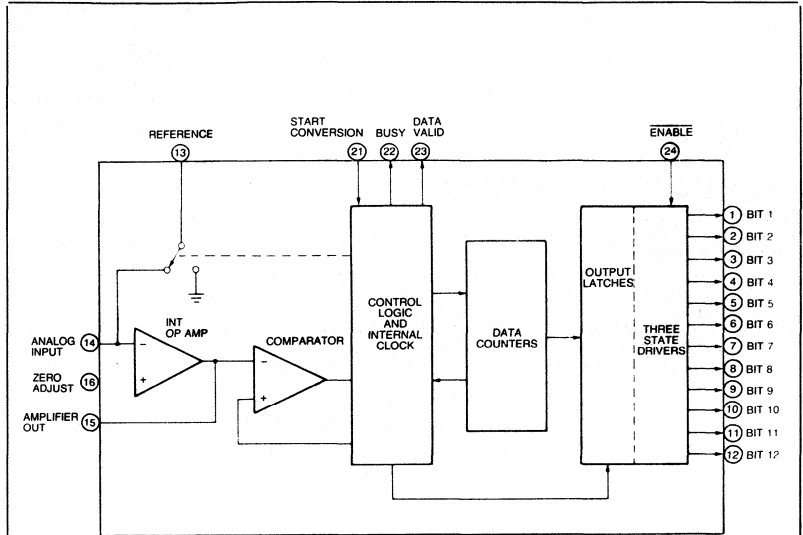 START
CONVERSION
BUSY
DATA
VALID
REFERENCE
ENABLE
13
21
22
23
24
1 BIT 1
2 BIT 2
3 BIT 3
4 BIT 4
5 BIT 5
6 BIT 6
7 BIT 7
8 BIT 8
9 BIT 9
10 BIT 10
11 BIT 11
12 BIT 12
OUTPUT
LATCHES
THREE
STATE
DRIVERS
CONTROL
LOGIC
AND
INTERNAL
CLOCK
DATA
COUNTERS
INT
OP AMP
COMPARATOR
ANALOG
INPUT
14
ZERO
ADJUST
16
AMPLIFIER
OUT
15
−
+
−
+